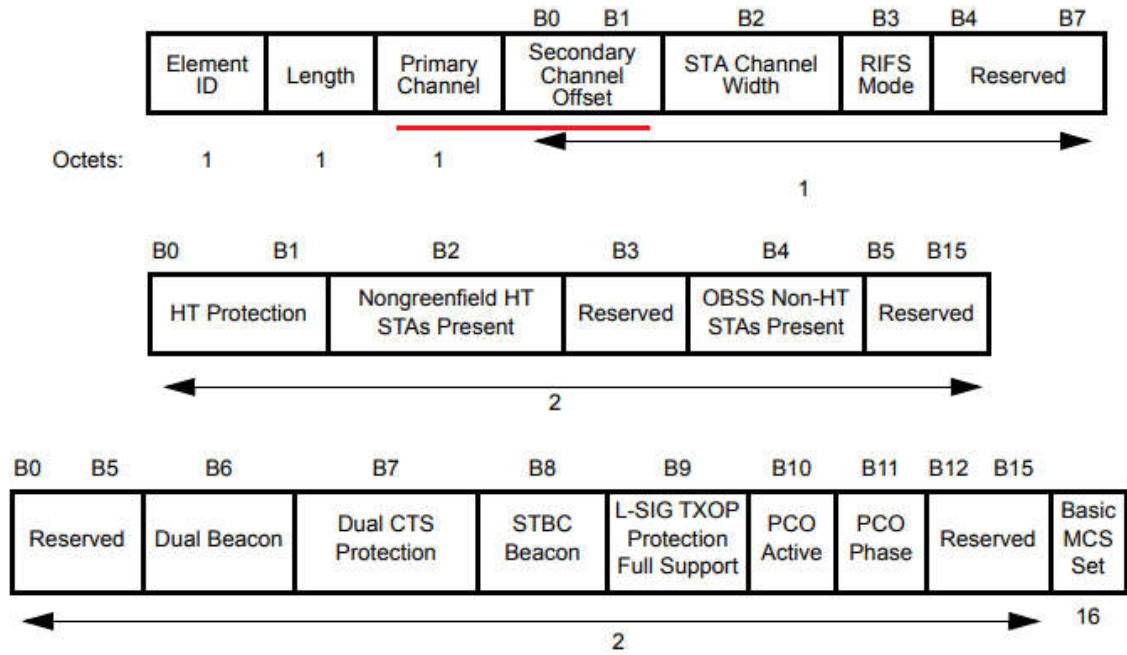 B0 B1 B2 B3 B4 B7
Element ID Length Primary Channel Secondary Channel Offset STA Channel Width RIFS Mode Reserved
Octets: 1 1 1
1
B0 B1 B2 B3 B4 B5 B15
HT Protection Nongreenfield HT STAs Present Reserved OBSS Non-HT STAs Present Reserved
2
B0 B5 B6 B7 B8 B9 B10 B11 B12 B15
Reserved Dual Beacon Dual CTS Protection STBC Beacon L-SIG TXOP Protection Full Support PCO Active PCO Phase Reserved Basic MCS Set
2 16